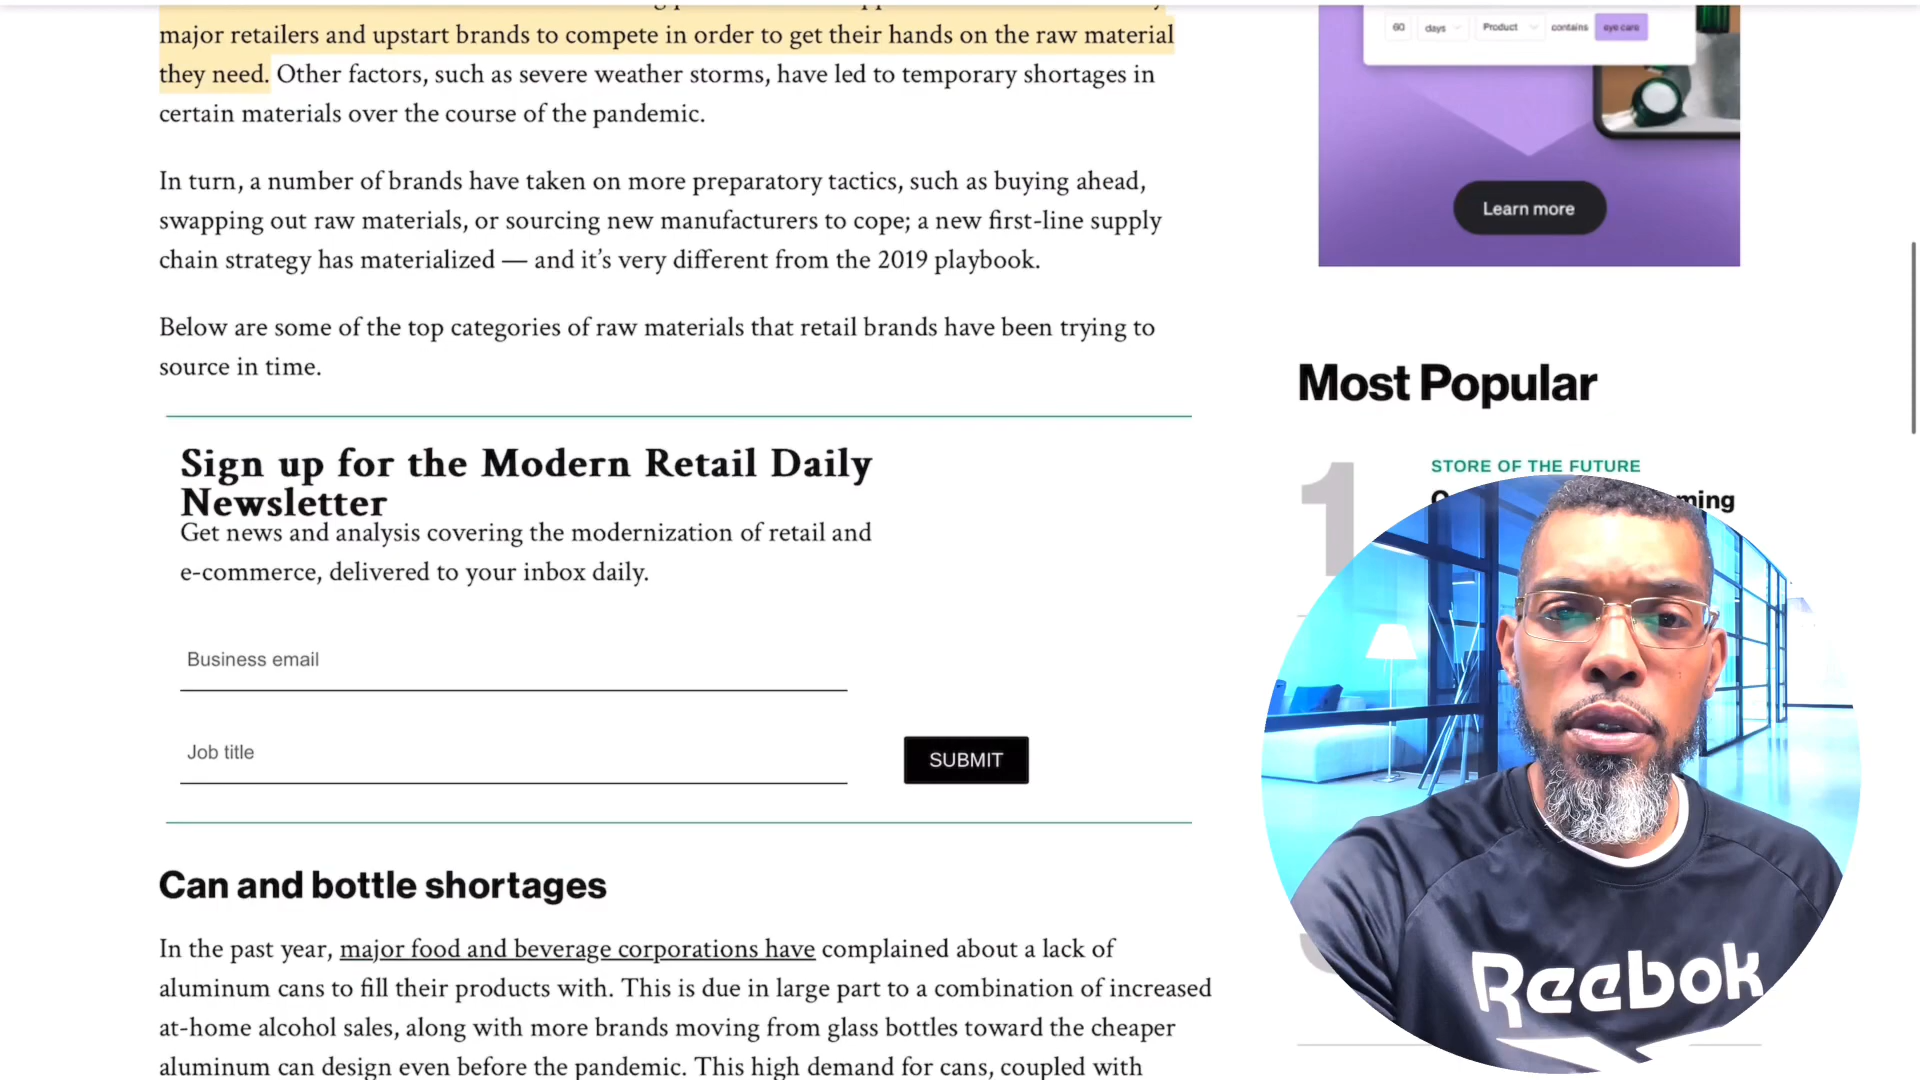 major retailers and upstart brands to compete in order to get their hands on the raw material
they need. Other factors, such as severe weather storms, have led to temporary shortages in
certain materials over the course of the pandemic.
In turn, a number of brands have taken on more preparatory tactics, such as buying ahead,
swapping out raw materials, or sourcing new manufacturers to cope; a new first-line supply
chain strategy has materialized — and it’s very different from the 2019 playbook.
Below are some of the top categories of raw materials that retail brands have been trying to
source in time.
Sign up for the Modern Retail Daily
Newsletter
Get news and analysis covering the modernization of retail and
e-commerce, delivered to your inbox daily.
Business email
Job title
SUBMIT
Can and bottle shortages
In the past year, major food and beverage corporations have complained about a lack of
aluminum cans to fill their products with. This is due in large part to a combination of increased
at-home alcohol sales, along with more brands moving from glass bottles toward the cheaper
aluminum can design even before the pandemic. This high demand for cans, coupled with
60 days Product contains eye care
Learn more
Most Popular
1
STORE OF THE FUTURE
Reebok